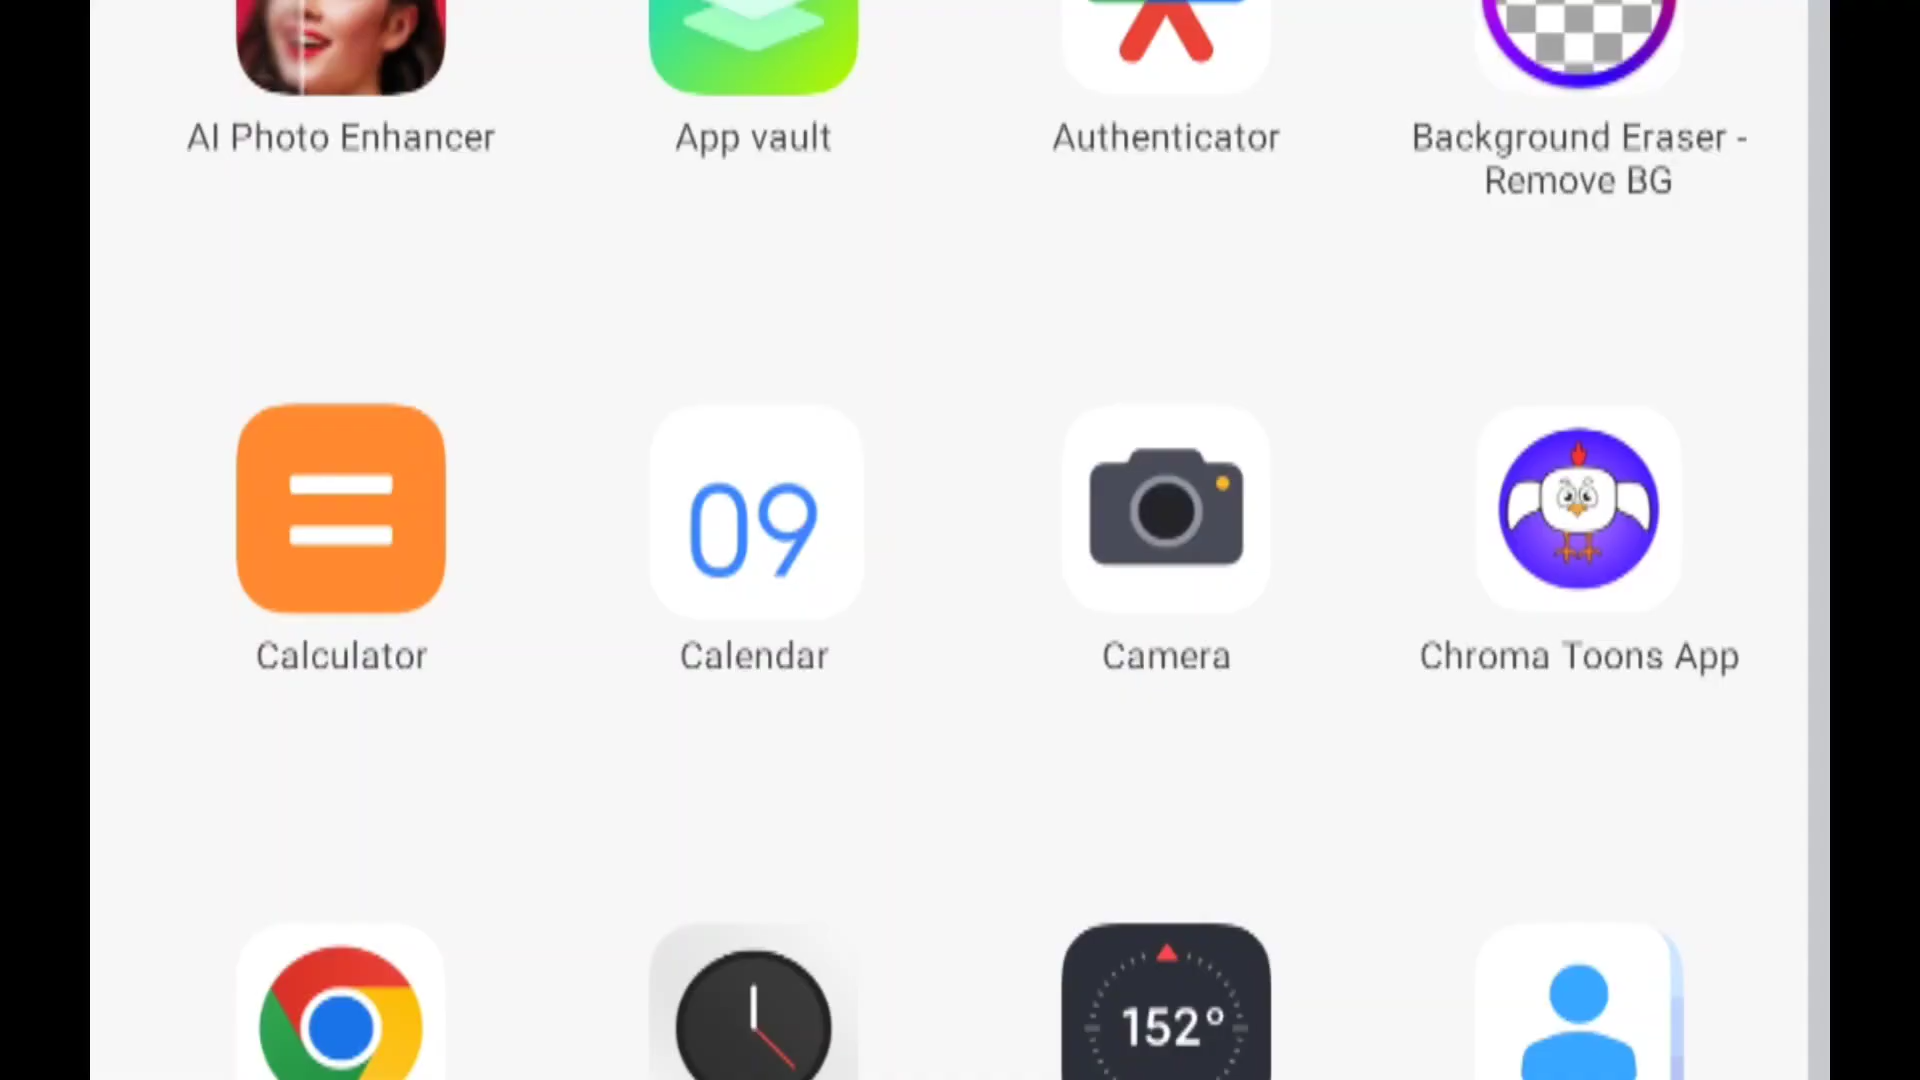 AI Photo Enhancer
App vault
Authenticator
Background Eraser -
Remove BG
09
Calculator
Calendar
Camera
Chroma Toons App
152°